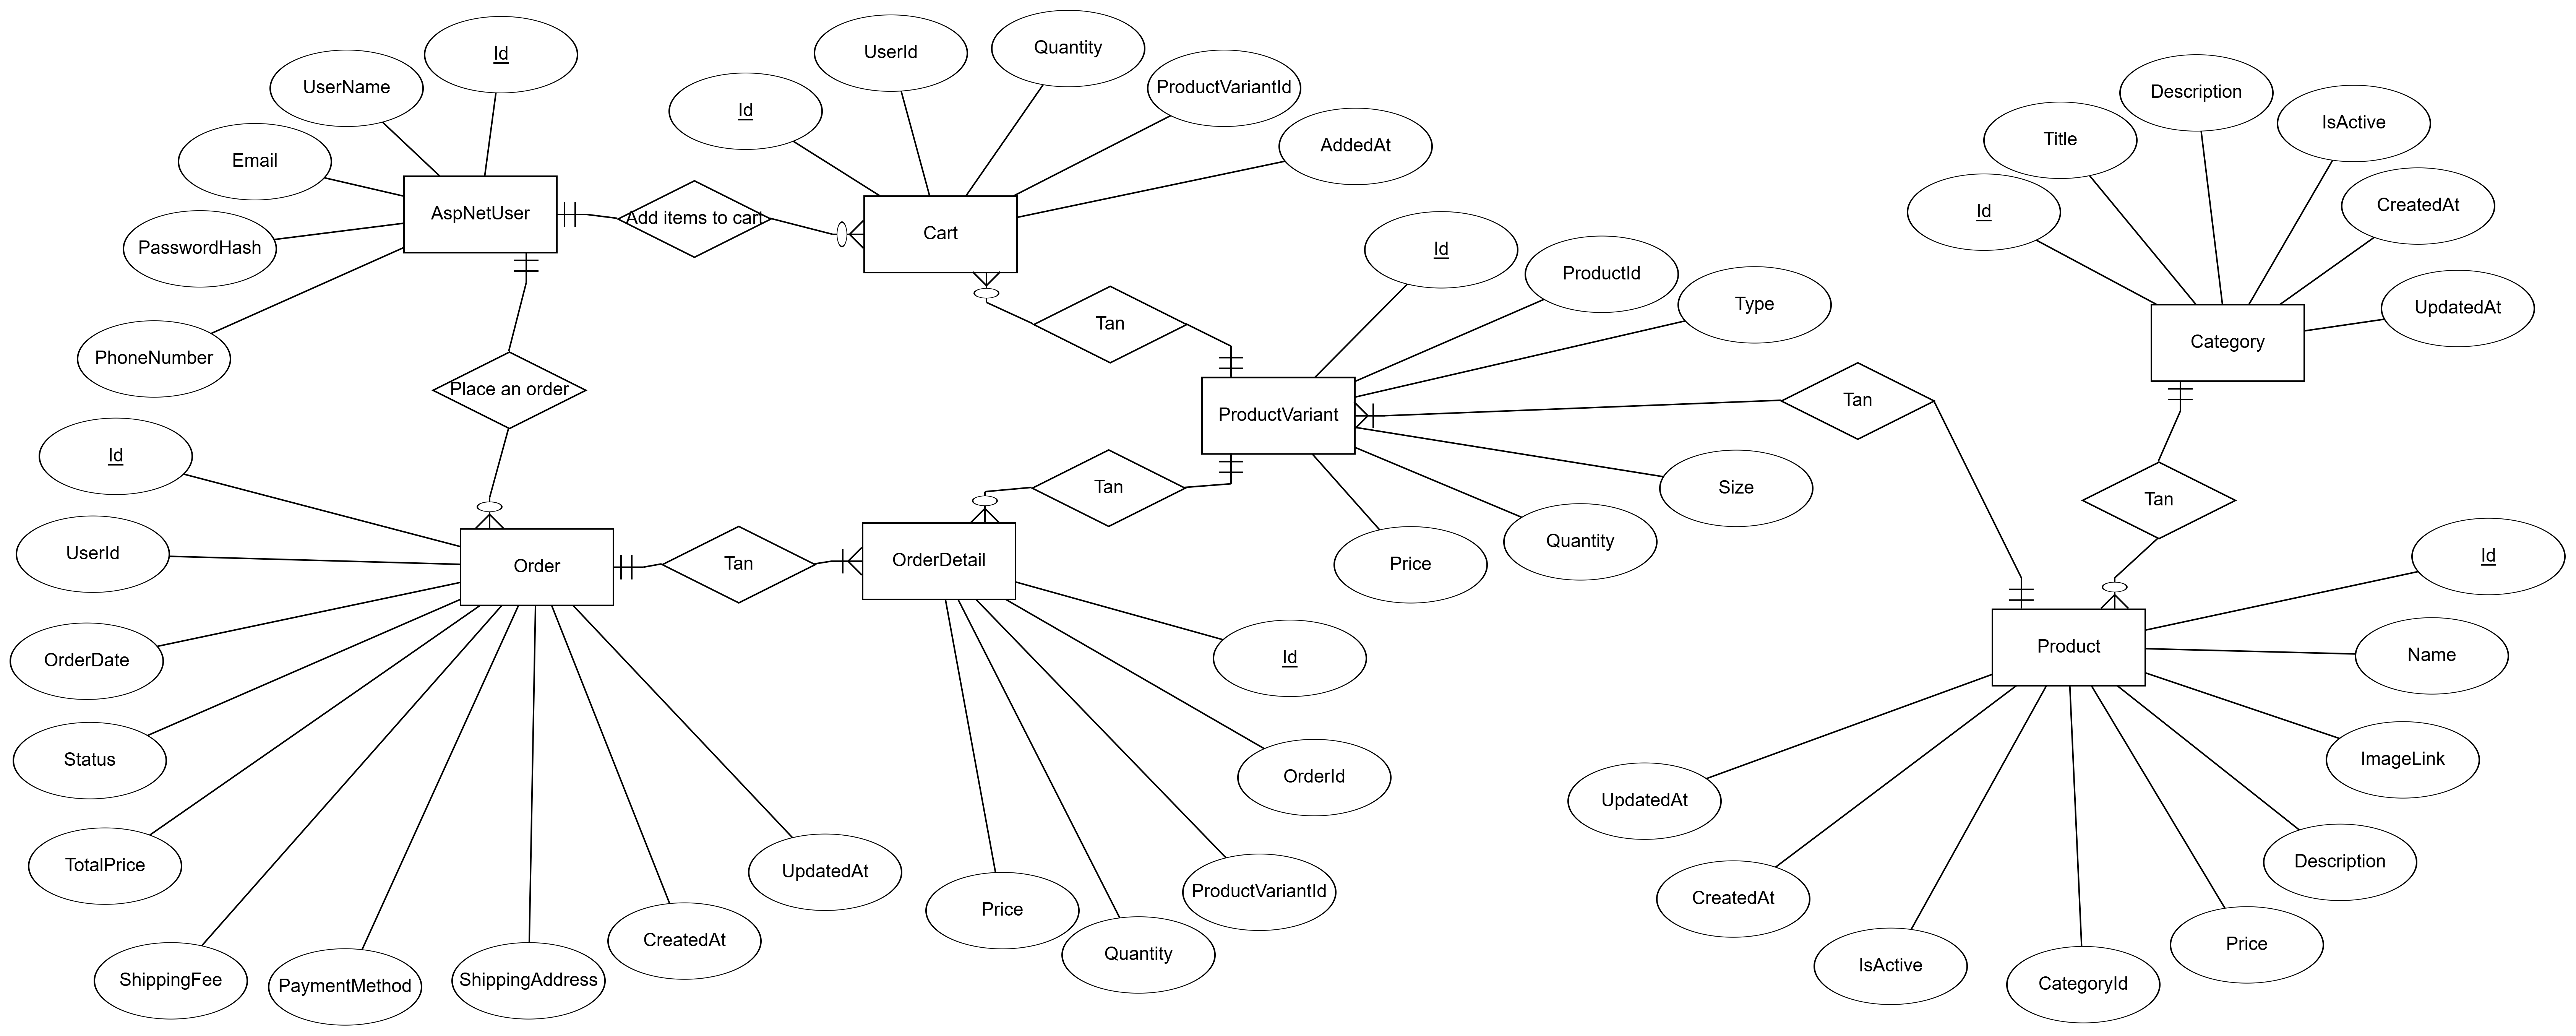 Id
UserName
Email
PasswordHash
PhoneNumber
AspNetUser
Add items to cart
Place an order
Id
UserId
Quantity
ProductVariantId
AddedAt
Cart
Tan
Id
ProductId
Type
ProductVariant
Size
Quantity
Price
Tan
Tan
Id
Title
Description
IsActive
CreatedAt
UpdatedAt
Category
Tan
Id
UserId
OrderDate
Status
TotalPrice
ShippingFee
PaymentMethod
ShippingAddress
CreatedAt
UpdatedAt
Order
Tan
OrderDetail
Id
OrderId
ProductVariantId
Quantity
Price
Product
Id
Name
ImageLink
Description
Price
CategoryId
IsActive
CreatedAt
UpdatedAt